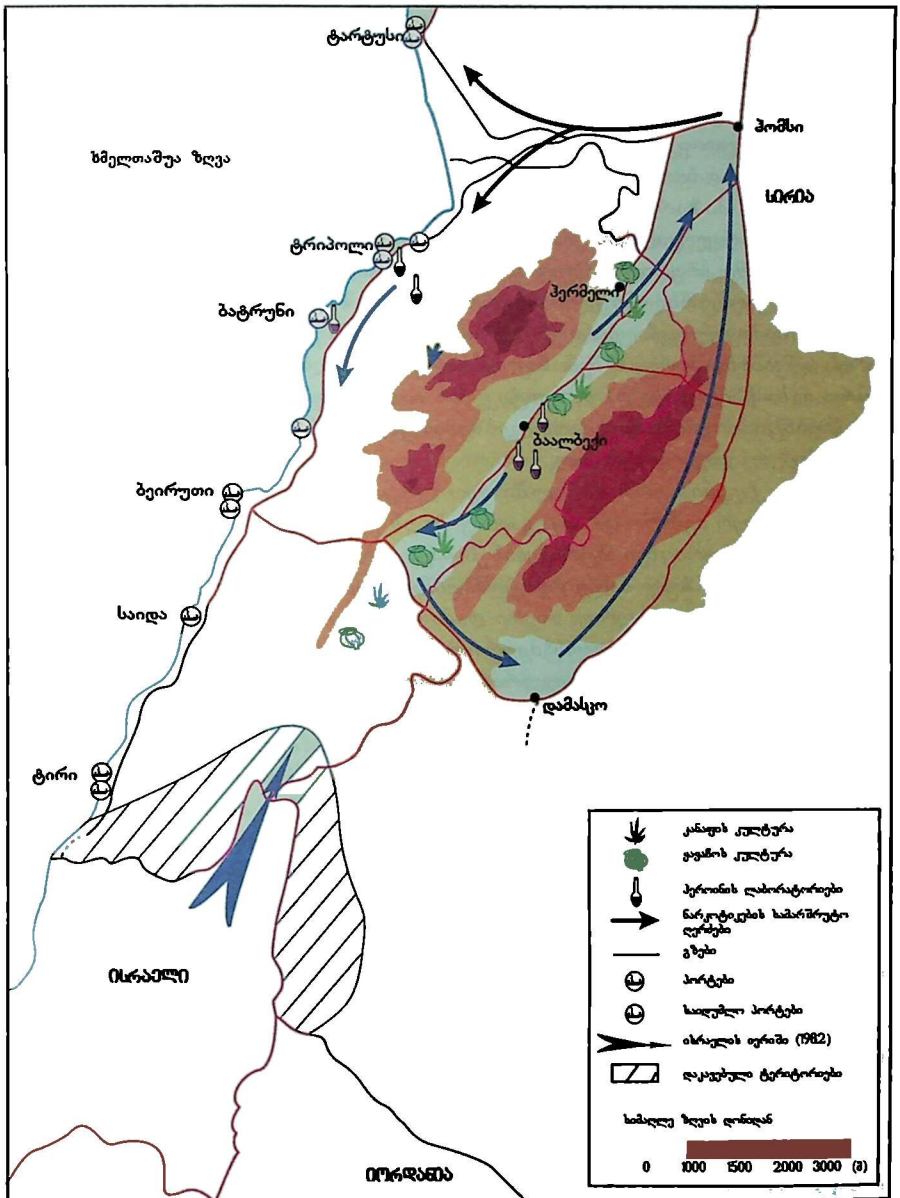 ტარტუსი
ჰომსი
ხმელთაშუა ზღვა
სირია
ტრიპოლი
ჰერმელი
ბატრუნი
ბაალბექი
ბეირუთი
საიდა
დამასკო
ტირი
კანაფის კულტურა
ყაყაჩოს კულტურა
ჰეროინის ლაბორატორიები
ნარკოტიკების სამარშრუტო
ღერძები
გზები
პორტები
საიდუმლო პორტები
ისრაელის იერიში (1982)
დაკავებული ტერიტორიები
სიმაღლე ზღვის დონიდან
0 1000 1500 2000 3000 (მ)
ისრაელი
იორდანია